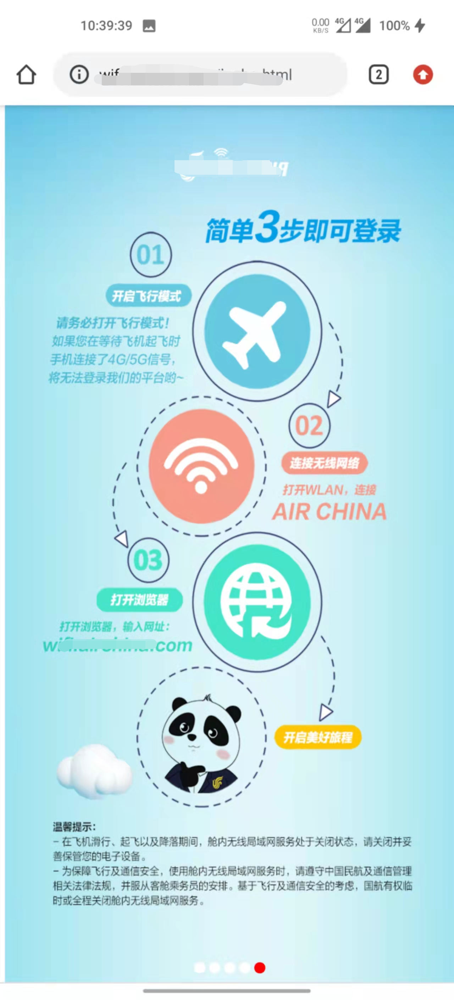 10:39:39
0.00
KB/S
4G
4G
100%
2
简单3步即可登录
01
开启飞行模式
请务必打开飞行模式！
如果您在等待飞机起飞时
手机连接了4G/5G信号，
将无法登录我们的平台哟~
02
连接无线网络
打开WLAN，连接
AIR CHINA
03
打开浏览器
打开浏览器，输入网址：
开启美好旅程
温馨提示：
- 在飞机滑行、起飞以及降落期间，舱内无线局域网服务处于关闭状态，请关闭并妥
善保管您的电子设备。
- 为保障飞行及通信安全，使用舱内无线局域网服务时，请遵守中国民航及通信管理
相关法律法规，并服从客舱乘务员的安排。基于飞行及通信安全的考虑，国航有权临
时或全程关闭舱内无线局域网服务。